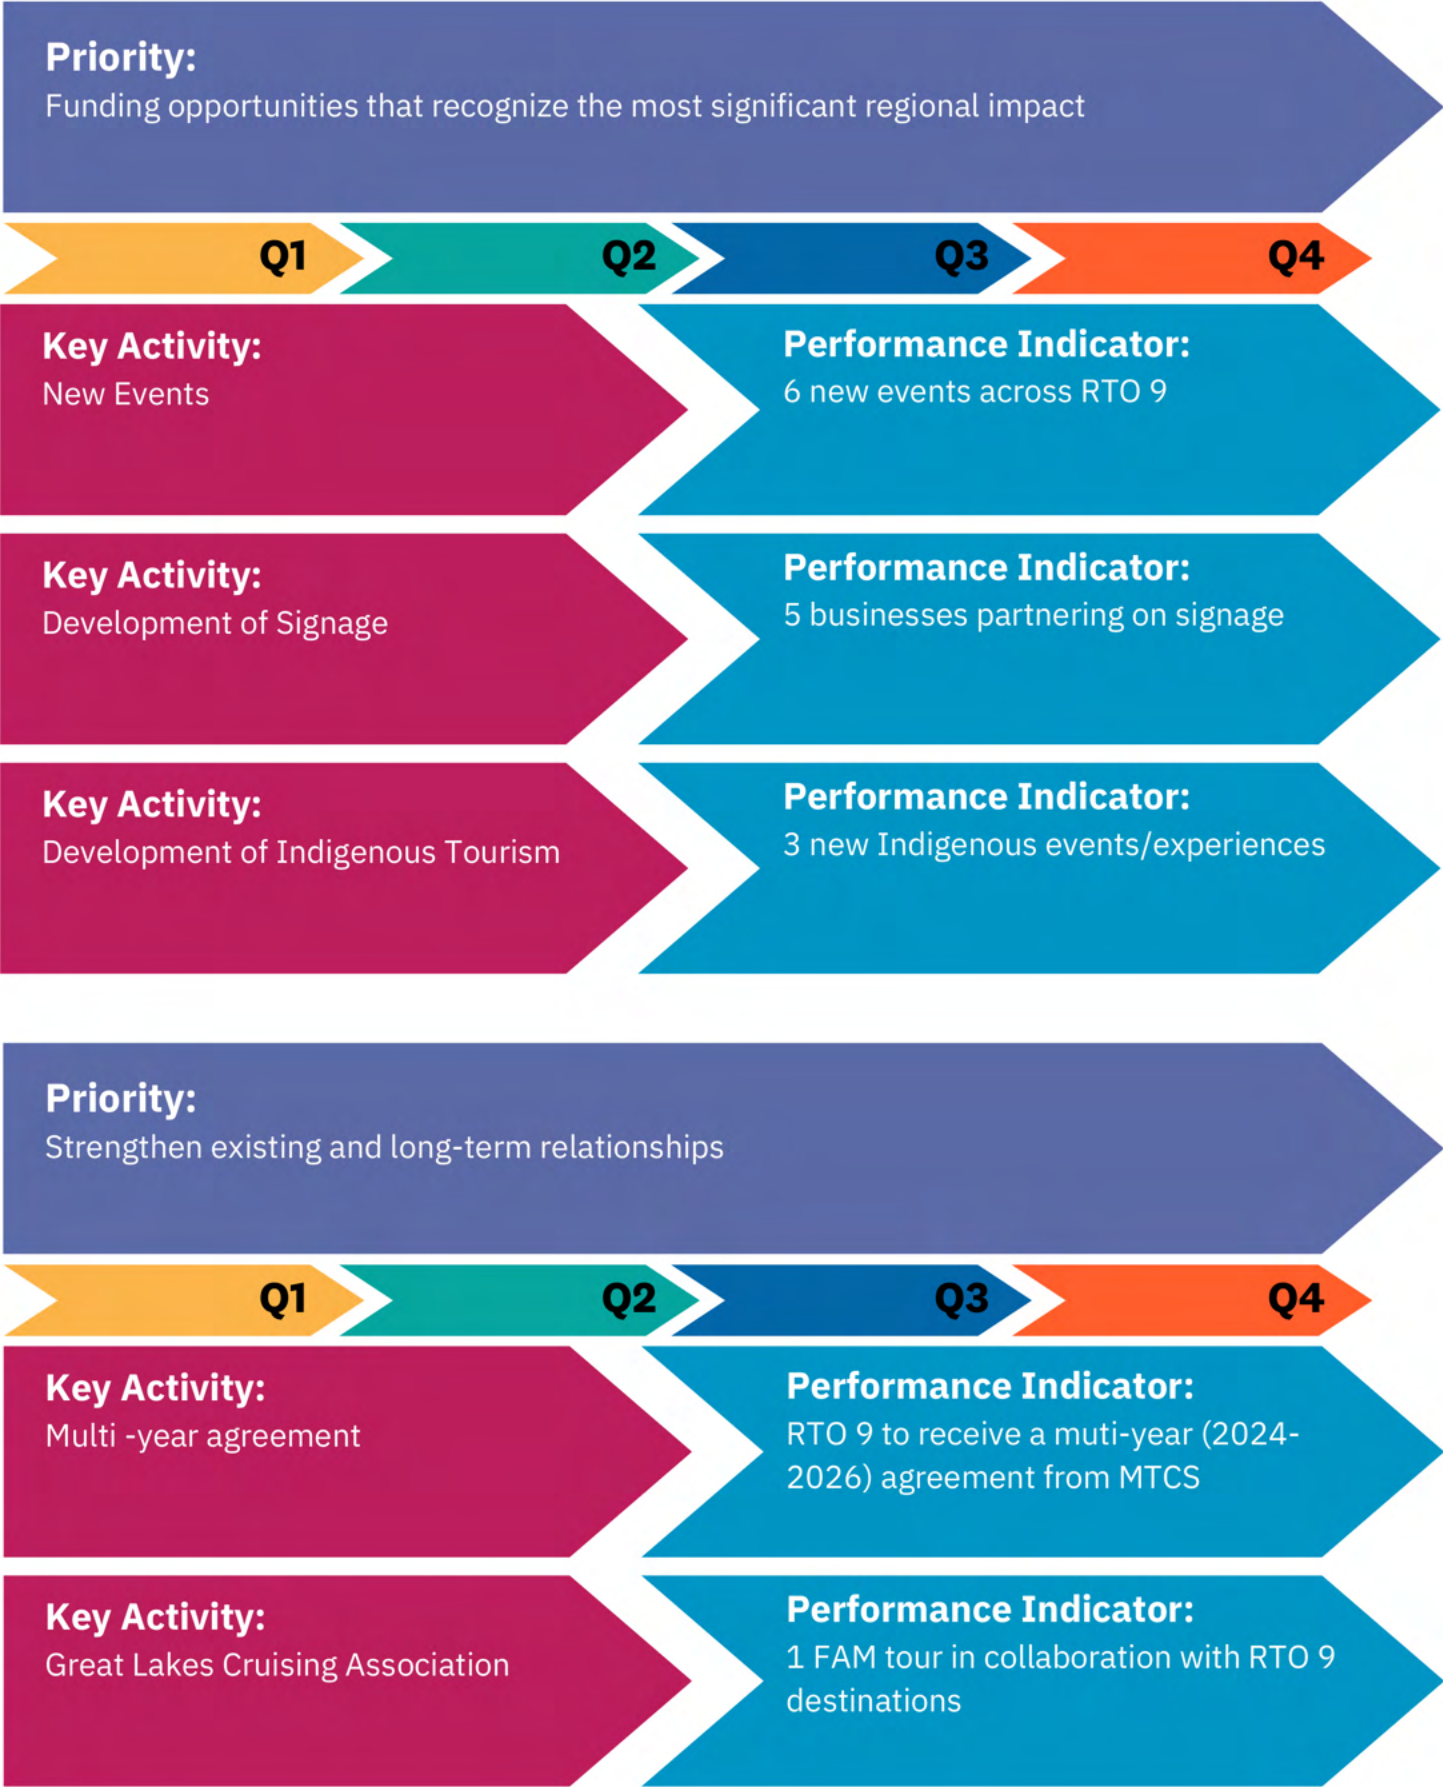 Priority:
Funding opportunities that recognize the most significant regional impact
Q1
Q2
Q3
Q4
Key Activity:
New Events
Performance Indicator:
6 new events across RTO 9
Key Activity:
Development of Signage
Performance Indicator:
5 businesses partnering on signage
Key Activity:
Development of Indigenous Tourism
Performance Indicator:
3 new Indigenous events/experiences
Priority:
Strengthen existing and long-term relationships
Q1
Q2
Q3
Q4
Key Activity:
Multi -year agreement
Performance Indicator:
RTO 9 to receive a muti-year (2024-
2026) agreement from MTCS
Key Activity:
Great Lakes Cruising Association
Performance Indicator:
1 FAM tour in collaboration with RTO 9
destinations